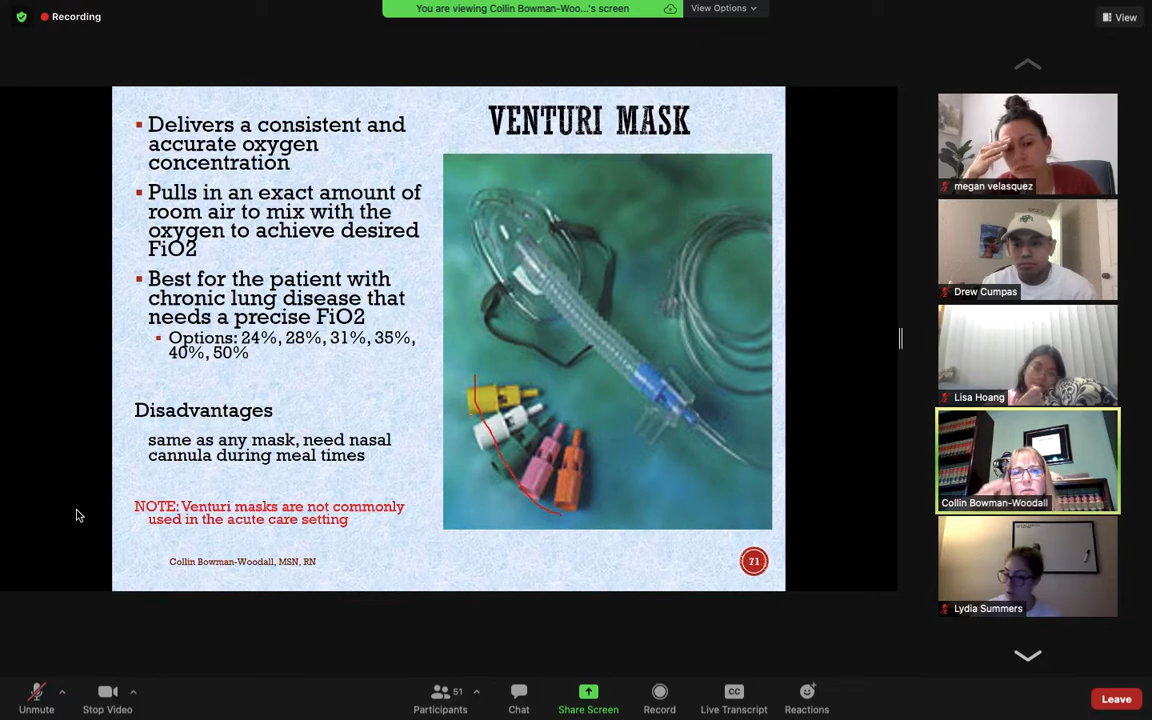 Recording
You are viewing Collin Bowman-Woo...'s screen
View Options
View
▪ Delivers a consistent and
accurate oxygen
concentration
▪ Pulls in an exact amount of
room air to mix with the
oxygen to achieve desired
FiO2
▪ Best for the patient with
chronic lung disease that
needs a precise FiO2
▪ Options: 24%, 28%, 31%, 35%,
40%, 50%
Disadvantages
same as any mask, need nasal
cannula during meal times
NOTE: Venturi masks are not commonly
used in the acute care setting
Collin Bowman-Woodall, MSN, RN
VENTURI MASK
71
megan velasquez
Drew Cumpas
Lisa Hoang
Collin Bowman-Woodall
Lydia Summers
Unmute
Stop Video
51
Participants
Chat
Share Screen
Record
CC
Live Transcript
Reactions
Leave